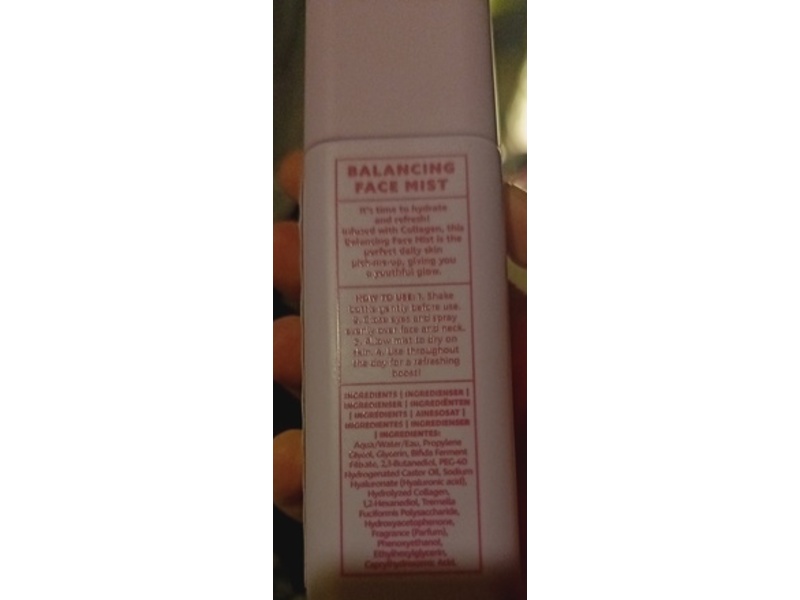 BALANCING
FACE MIST
It's time to hydrate
and refresh!
Infused with Collagen, this
Balancing Face Mist is the
perfect daily skin
pick-me-up, giving you
a youthful glow.
HOW TO USE: 1. Shake
bottle gently before use.
2. Close eyes and spray
evenly over face and neck.
3. Allow mist to dry on
skin. 4. Use throughout
the day for a refreshing
boost!
INGREDIENTS | INGREDIENSER |
INGREDIENSER | INGREDIËNTEN
| INGRÉDIENTS | AINESOSAT |
INGREDIENTES | INGREDIENSER
| INGREDIENTES:
Aqua/Water/Eau, Propylene
Glycol, Glycerin, Bifida Ferment
Filtrate, 2,3-Butanediol, PEG-60
Hydrogenated Castor Oil, Sodium
Hyaluronate (Hyaluronic acid),
Hydrolyzed Collagen,
1,2-Hexanediol, Tremella
Fuciformis Polysaccharide,
Hydroxyacetophenone,
Fragrance (Parfum),
Phenoxyethanol,
Ethylhexylglycerin,
Caprylhydroxamic Acid.